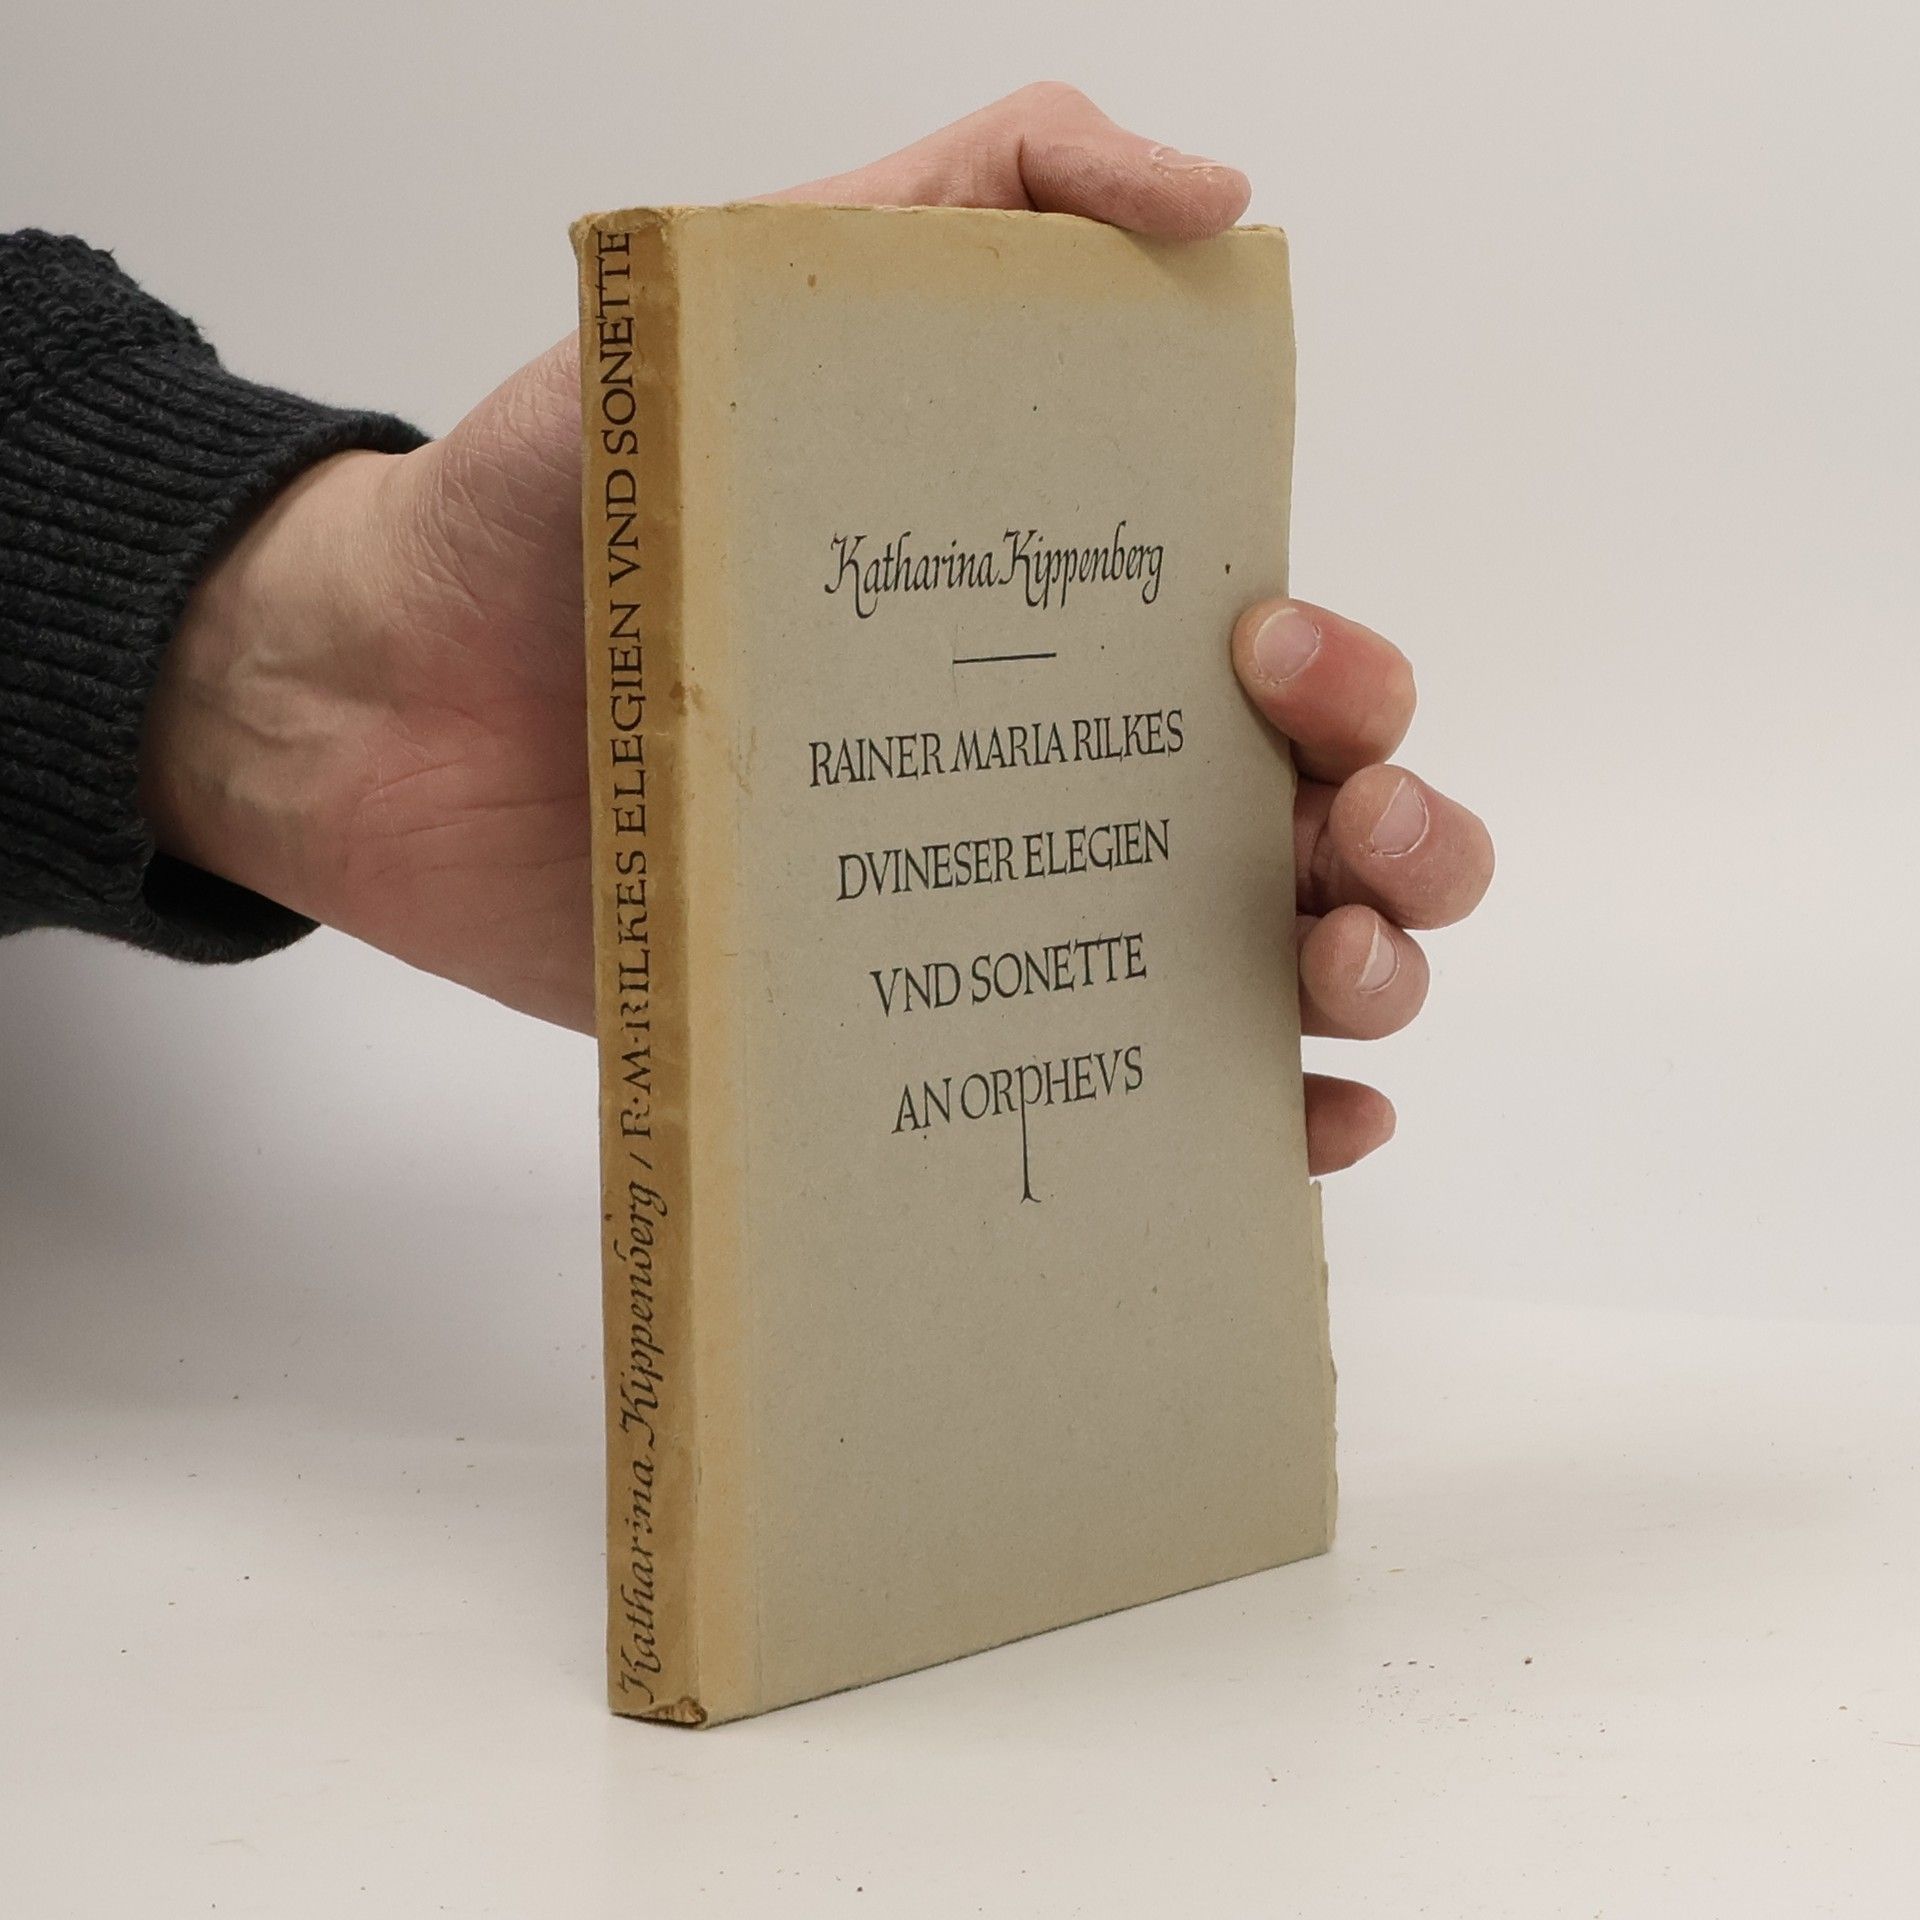 Katharina Kippenberg
RAINER MARIA RILKES
DVINESER ELEGIEN
VND SONETTE
AN ORPHEVS
Katharina Kippenberg / R·M·RILKES ELEGIEN VND SONETTE